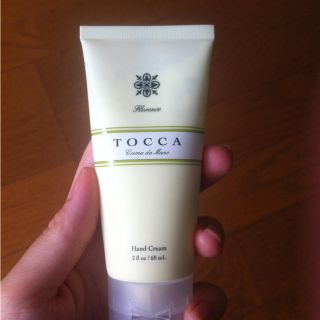 Florence
TOCCA
Crema da Mano
Hand Cream
2 fl oz / 60 mL